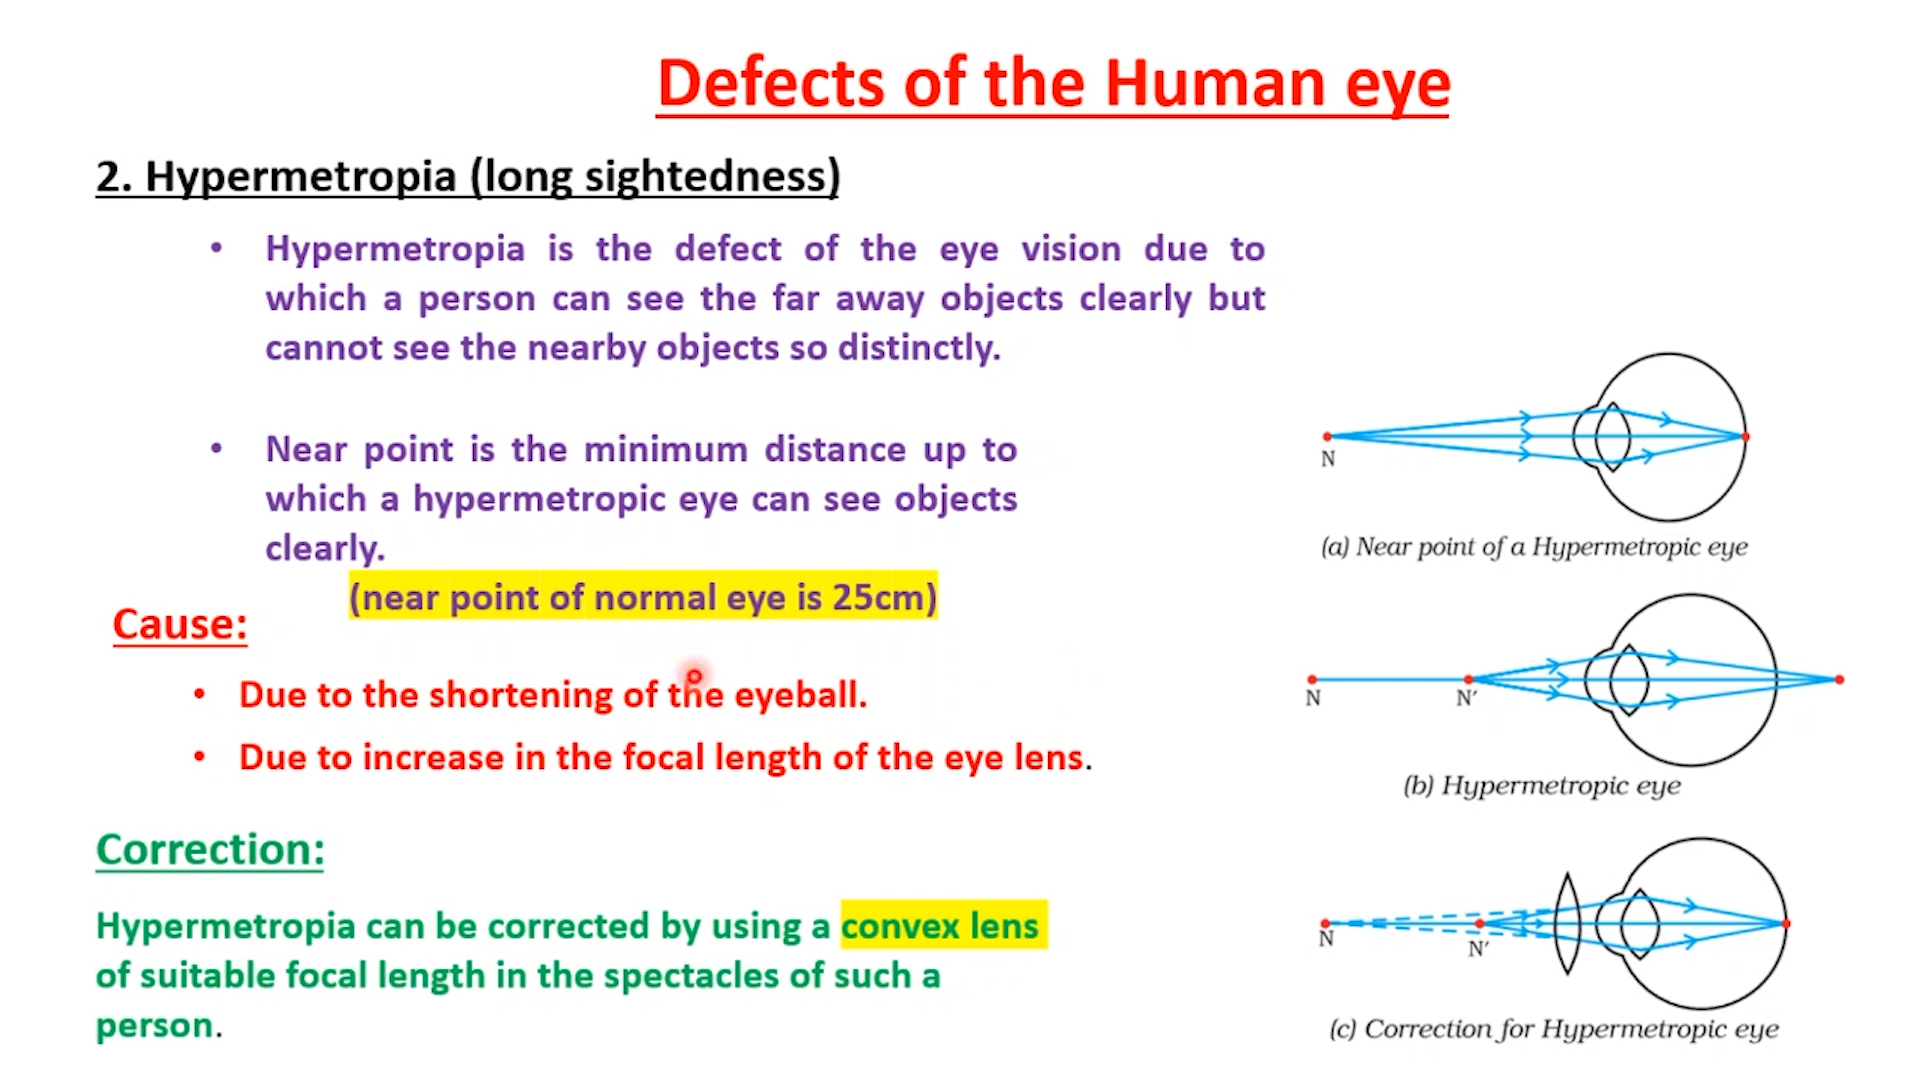 Defects of the Human eye
2. Hypermetropia (long sightedness)
• Hypermetropia is the defect of the eye vision due to
which a person can see the far away objects clearly but
cannot see the nearby objects so distinctly.
• Near point is the minimum distance up to
which a hypermetropic eye can see objects
clearly.
(near point of normal eye is 25cm)
Cause:
• Due to the shortening of the eyeball.
• Due to increase in the focal length of the eye lens.
Correction:
Hypermetropia can be corrected by using a convex lens
of suitable focal length in the spectacles of such a
person.
N
(a) Near point of a Hypermetropic eye
N N′
(b) Hypermetropic eye
N N′
(c) Correction for Hypermetropic eye